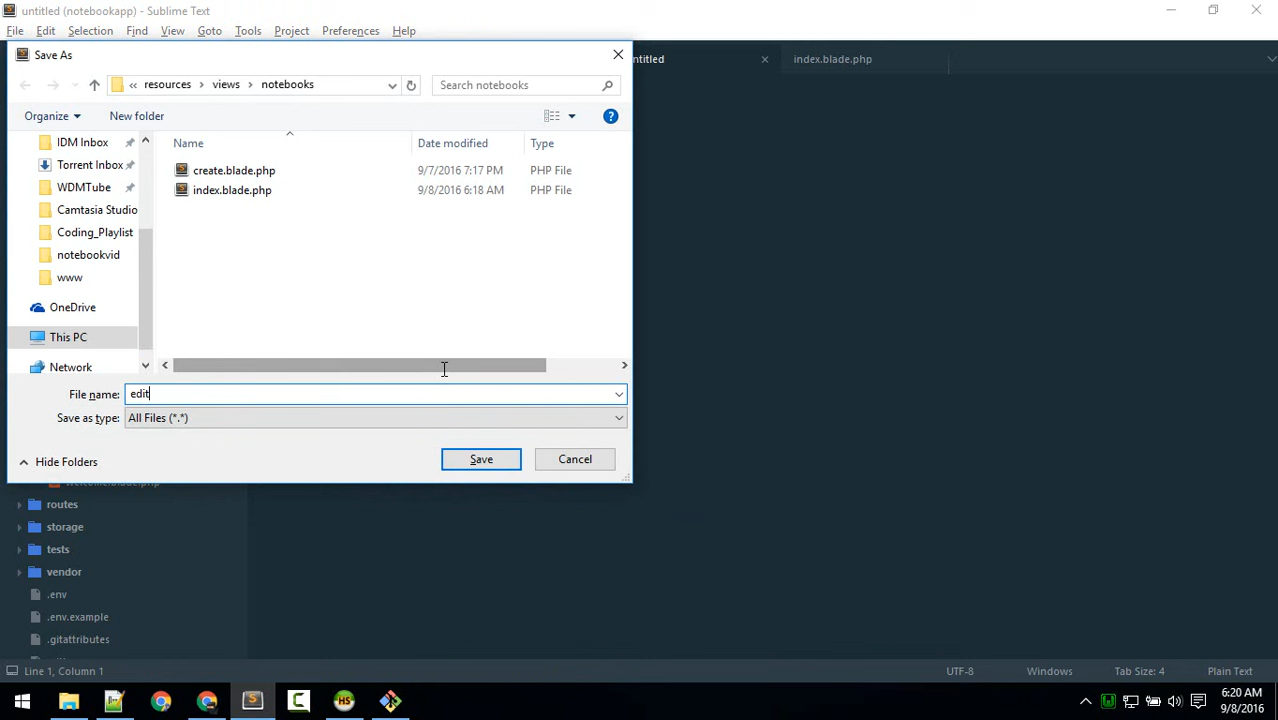 untitled (notebookapp) - Sublime Text
File Edit Selection Find View Goto Tools Project Preferences Help
Save As
ntitled index.blade.php
« resources views notebooks Search notebooks
Organize New folder
Name Date modified Type
IDM Inbox
Torrent Inbox
WDMTube
Camtasia Studio
Coding_Playlist
notebookvid
www
OneDrive
This PC
Network
create.blade.php 9/7/2016 7:17 PM PHP File
index.blade.php 9/8/2016 6:18 AM PHP File
File name: edit
Save as type: All Files (*.*)
Hide Folders Save Cancel
welcome.blade.php
routes
storage
tests
vendor
.env
.env.example
.gitattributes
Line 1, Column 1 UTF-8 Windows Tab Size: 4 Plain Text
6:20 AM
9/8/2016